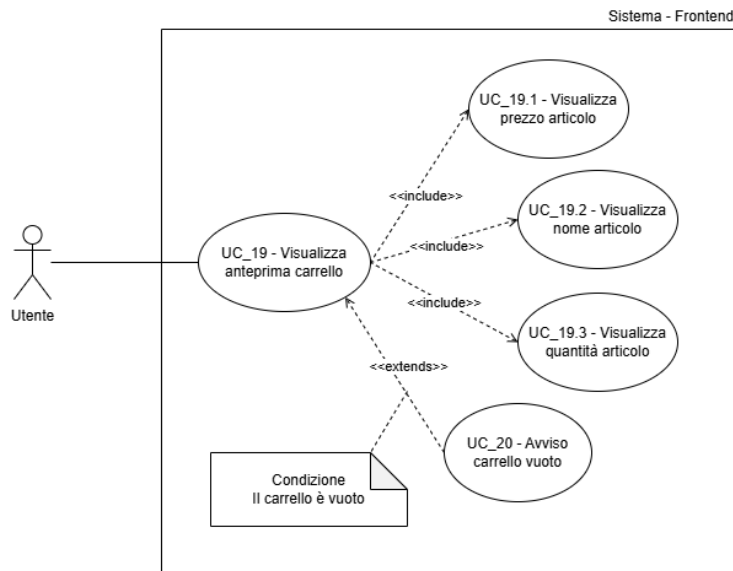 Sistema - Frontend
UC_19.1 - Visualizza
prezzo articolo
<<include>>
UC_19.2 - Visualizza
nome articolo
<<include>>
UC_19 - Visualizza
anteprima carrello
Utente
<<include>>
UC_19.3 - Visualizza
quantità articolo
<<extends>>
UC_20 - Avviso
carrello vuoto
Condizione
Il carrello è vuoto